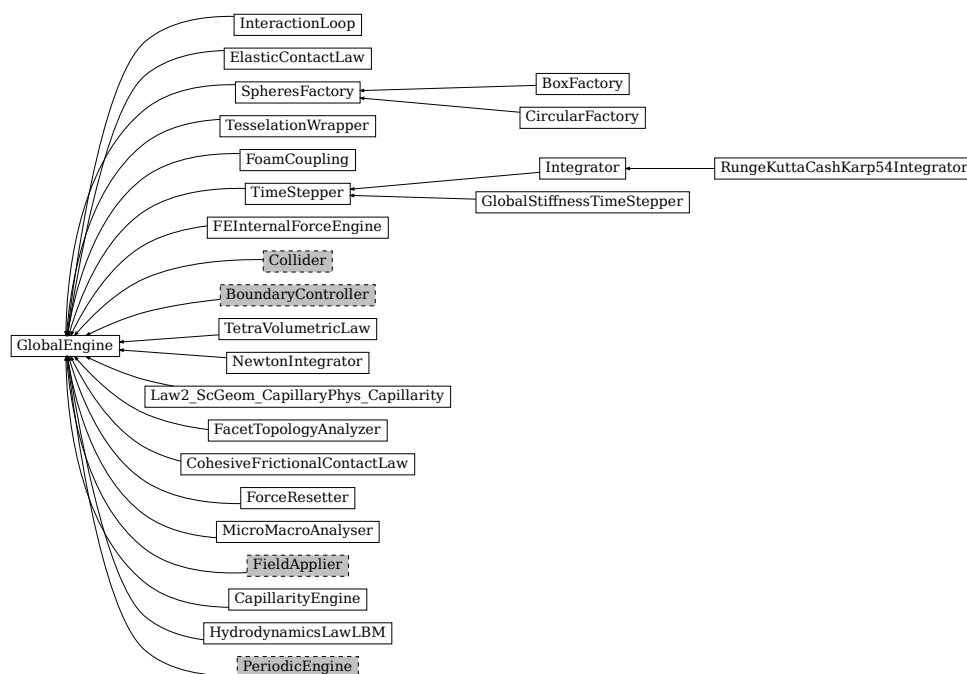 InteractionLoop
ElasticContactLaw
SpheresFactory
BoxFactory
CircularFactory
TesselationWrapper
FoamCoupling
TimeStepper
Integrator
RungeKuttaCashKarp54Integrator
GlobalStiffnessTimeStepper
FEInternalForceEngine
Collider
BoundaryController
TetraVolumetricLaw
GlobalEngine
NewtonIntegrator
Law2_ScGeom_CapillaryPhys_Capillarity
FacetTopologyAnalyzer
CohesiveFrictionalContactLaw
ForceResetter
MicroMacroAnalyser
FieldApplier
CapillarityEngine
HydrodynamicsLawLBM
PeriodicEngine